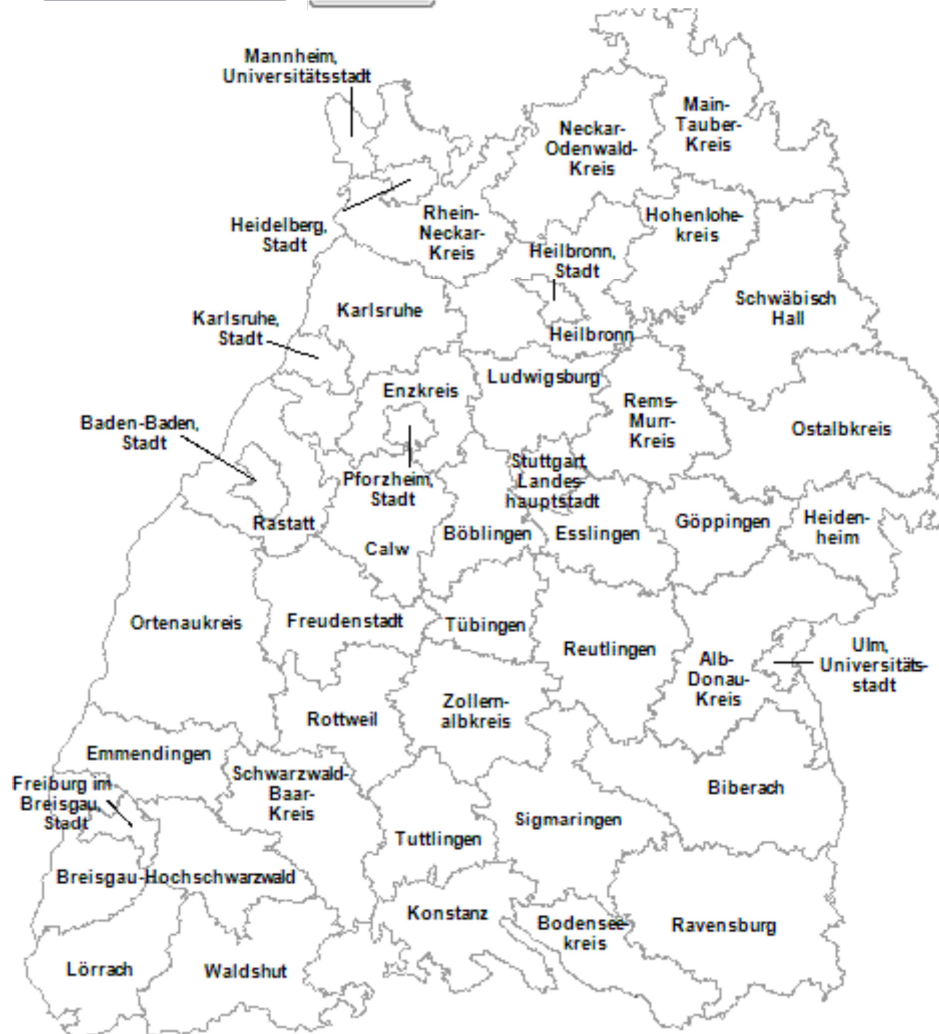 Mannheim,
Universitätsstadt
Main-
Tauber-
Kreis
Neckar-
Odenwald-
Kreis
Heidelberg,
Stadt
Rhein-
Neckar-
Kreis
Hohenlohe-
kreis
Heilbronn,
Stadt
Karlsruhe
Schwäbisch
Hall
Karlsruhe,
Stadt
Heilbronn
Ludwigsburg
Enzkreis
Rems-
Murr-
Kreis
Ostalbkreis
Baden-Baden,
Stadt
Pforzheim,
Stadt
Stuttgart,
Landes-
hauptstadt
Rastatt
Calw
Böblingen
Esslingen
Göppingen
Heiden-
heim
Ortenaukreis
Freudenstadt
Tübingen
Reutlingen
Alb-
Donau-
Kreis
Ulm,
Universitäts-
stadt
Rottweil
Zollern-
albkreis
Emmendingen
Freiburg im
Breisgau,
Stadt
Schwarzwald-
Baar-
Kreis
Biberach
Tuttlingen
Sigmaringen
Breisgau-Hochschwarzwald
Konstanz
Bodensee-
kreis
Ravensburg
Lörrach
Waldshut